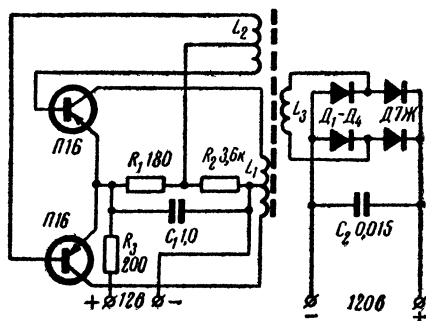 L₂
П16
R₁ 180
R₂ 3,6к
L₁
L₃
Д₁-Д₄
Д7Ж
П16
C₁ 1,0
R₃
200
C₂ 0,015
+ 12в -
- 120в +